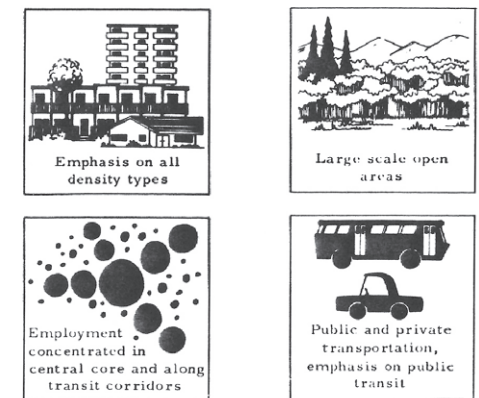 Emphasis on all
density types
Large scale open
areas
Employment
concentrated in
central core and along
transit corridors
Public and private
transportation,
emphasis on public
transit